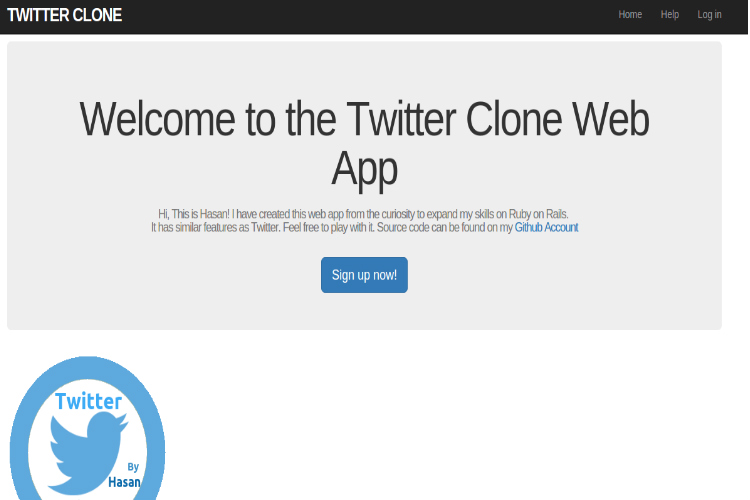 TWITTER CLONE
Home Help Log in
Welcome to the Twitter Clone Web
App
Hi, This is Hasan! I have created this web app from the curiosity to expand my skills on Ruby on Rails.
It has similar features as Twitter. Feel free to play with it. Source code can be found on my Github Account
Sign up now!
Twitter
By
Hasan